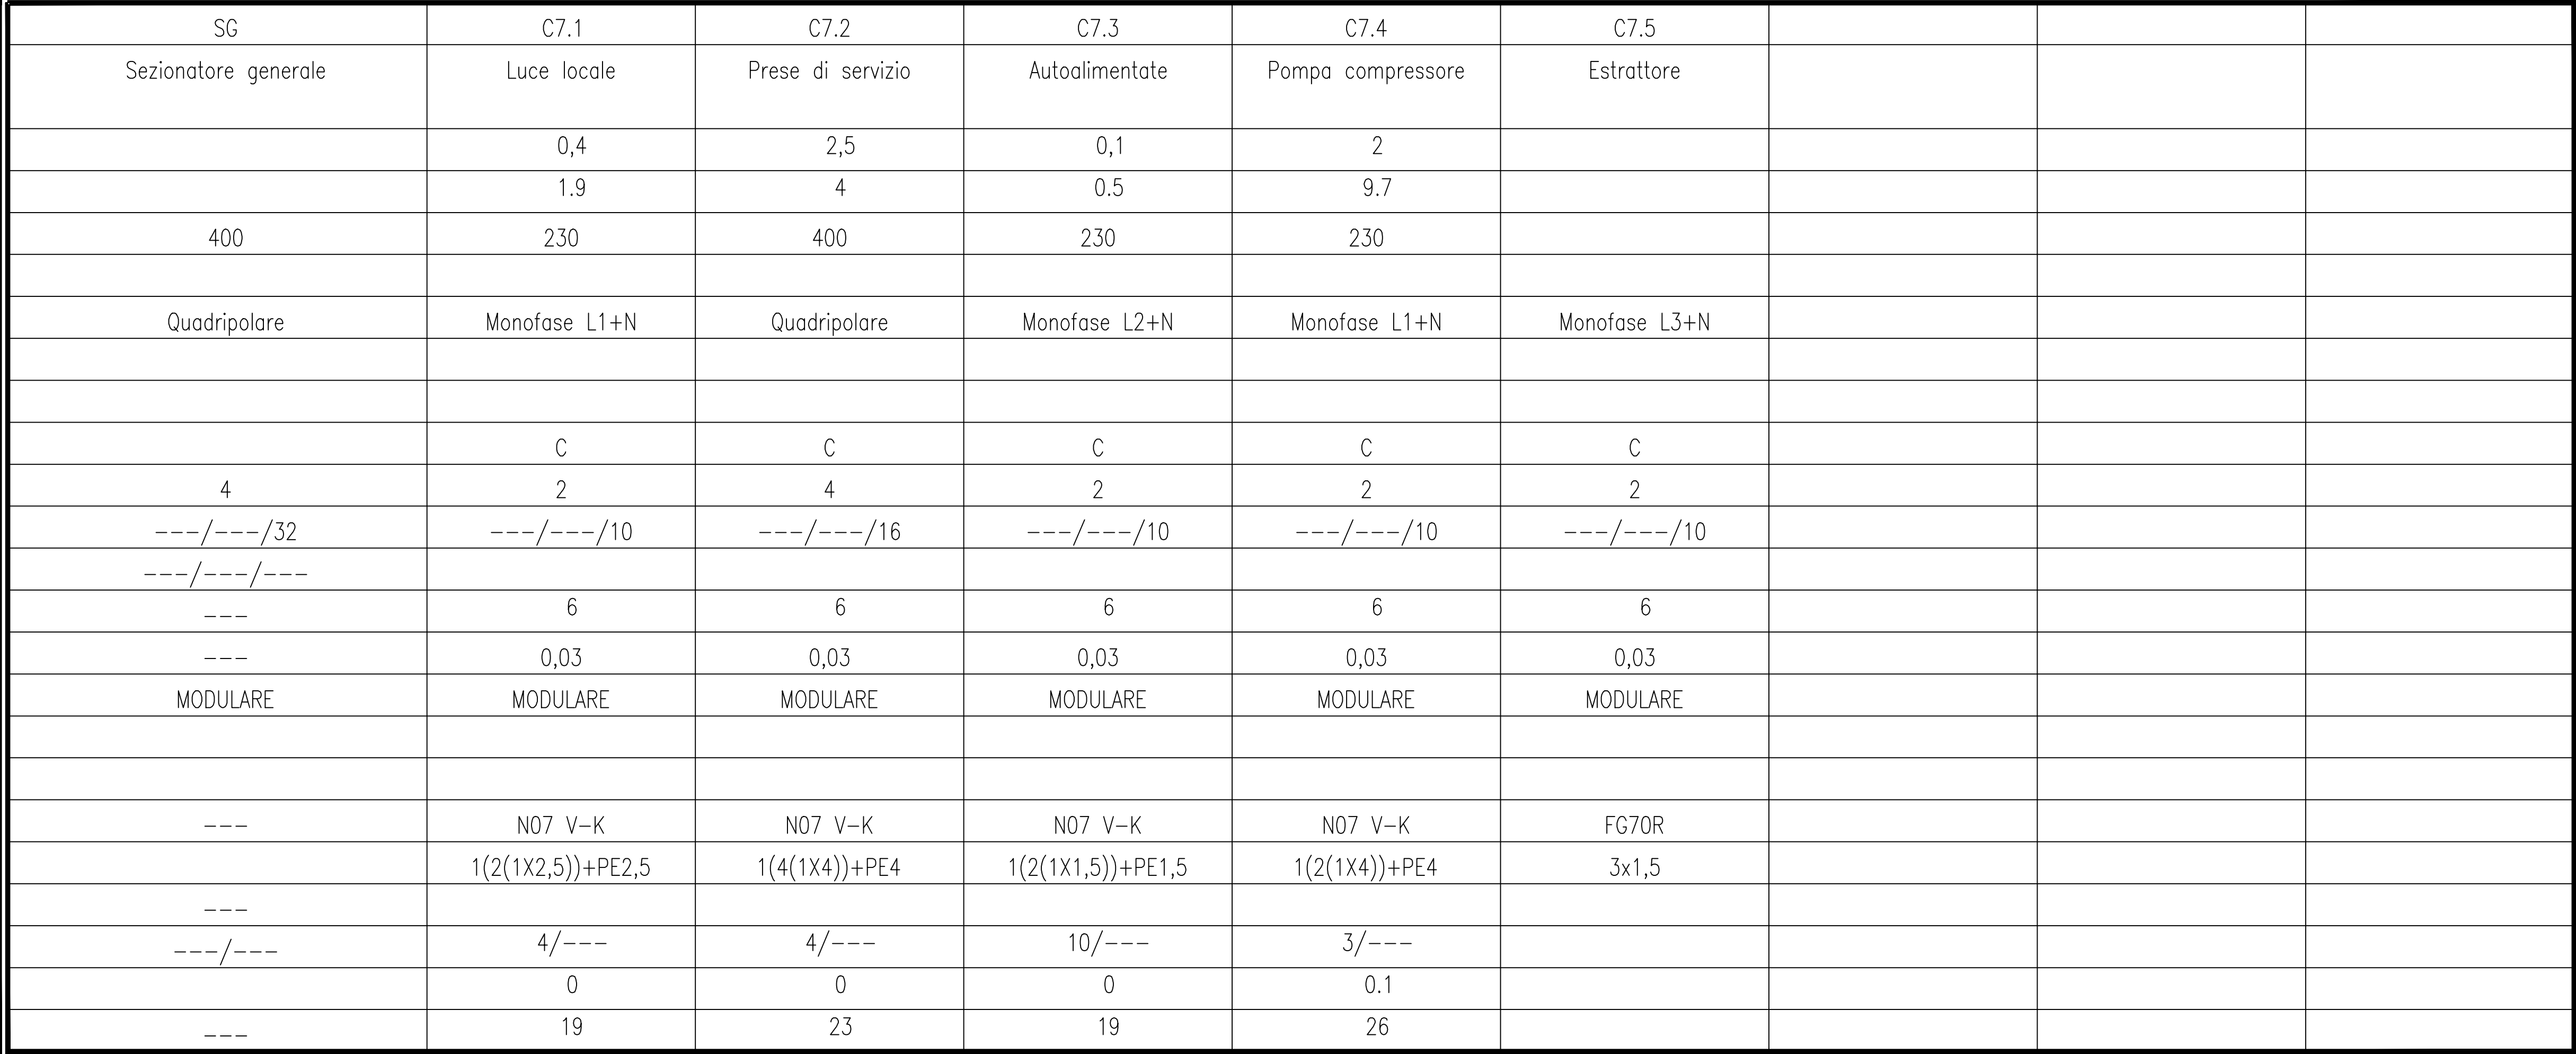 SG C7.1 C7.2 C7.3 C7.4 C7.5
Sezionatore generale Luce locale Prese di servizio Autoalimentate Pompa compressore Estrattore
0,4 2,5 0,1 2
1.9 4 0.5 9.7
400 230 400 230 230
Quadripolare Monofase L1+N Quadripolare Monofase L2+N Monofase L1+N Monofase L3+N
C C C C C
4 2 4 2 2 2
---/---/32 ---/---/10 ---/---/16 ---/---/10 ---/---/10 ---/---/10
---/---/---
--- 6 6 6 6 6
--- 0,03 0,03 0,03 0,03 0,03
MODULARE MODULARE MODULARE MODULARE MODULARE MODULARE
--- N07 V-K N07 V-K N07 V-K N07 V-K FG7OR
1(2(1X2,5))+PE2,5 1(4(1X4))+PE4 1(2(1X1,5))+PE1,5 1(2(1X4))+PE4 3x1,5
---
---/--- 4/--- 4/--- 10/--- 3/---
0 0 0 0.1
--- 19 23 19 26